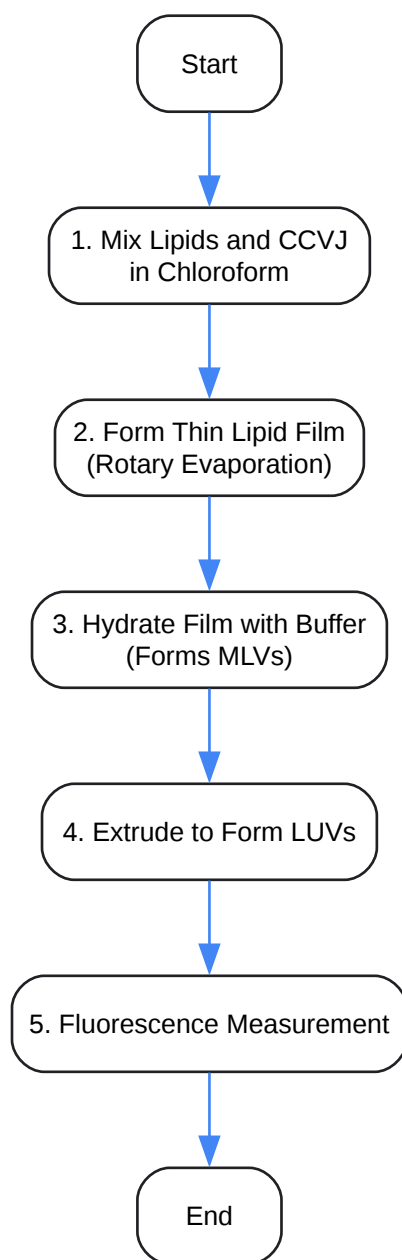 Start
1. Mix Lipids and CCVJ
in Chloroform
2. Form Thin Lipid Film
(Rotary Evaporation)
3. Hydrate Film with Buffer
(Forms MLVs)
4. Extrude to Form LUVs
5. Fluorescence Measurement
End